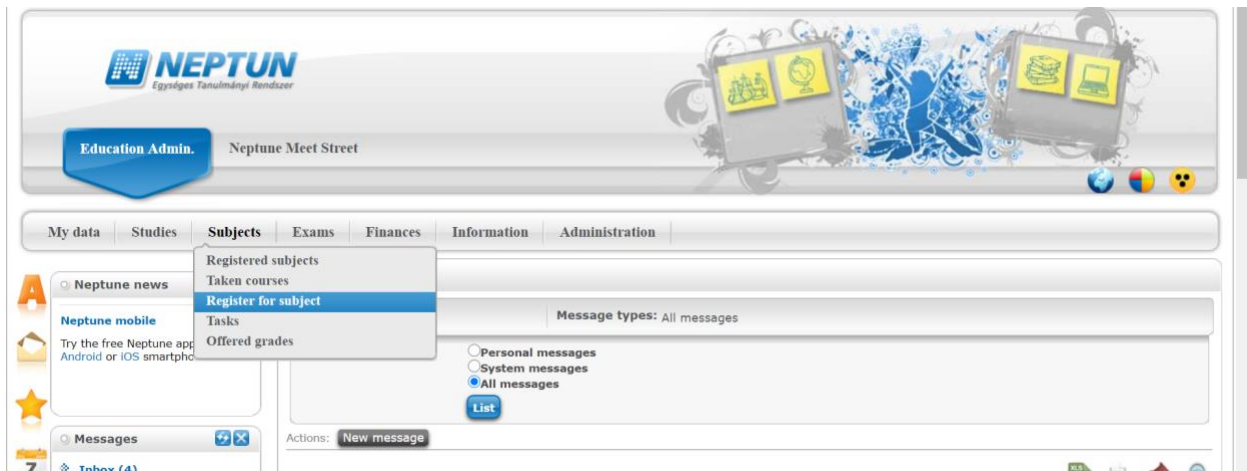 NEPTUN
Egységes Tanulmányi Rendszer
Education Admin.
Neptune Meet Street
My data
Studies
Subjects
Exams
Finances
Information
Administration
Registered subjects
Taken courses
Register for subject
Tasks
Offered grades
Neptune news
Neptune mobile
Try the free Neptune app
Android or iOS
Message types: All messages
Personal messages
System messages
All messages
List
Actions: New message
Messages
Inbox (4)
7
XLS